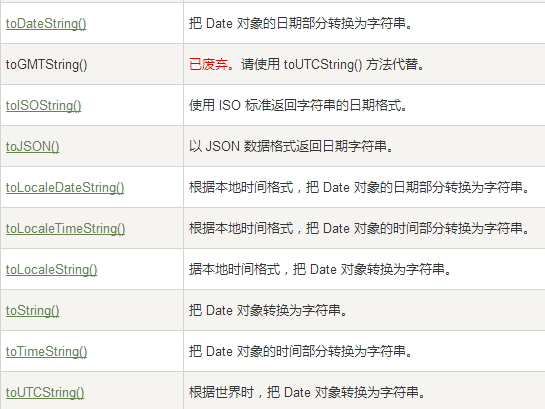 toDateString() 把 Date 对象的日期部分转换为字符串。
toGMTString() 已废弃。请使用 toUTCString() 方法代替。
toISOString() 使用 ISO 标准返回字符串的日期格式。
toJSON() 以 JSON 数据格式返回日期字符串。
toLocaleDateString() 根据本地时间格式，把 Date 对象的日期部分转换为字符串。
toLocaleTimeString() 根据本地时间格式，把 Date 对象的时间部分转换为字符串。
toLocaleString() 据本地时间格式，把 Date 对象转换为字符串。
toString() 把 Date 对象转换为字符串。
toTimeString() 把 Date 对象的时间部分转换为字符串。
toUTCString() 根据世界时，把 Date 对象转换为字符串。